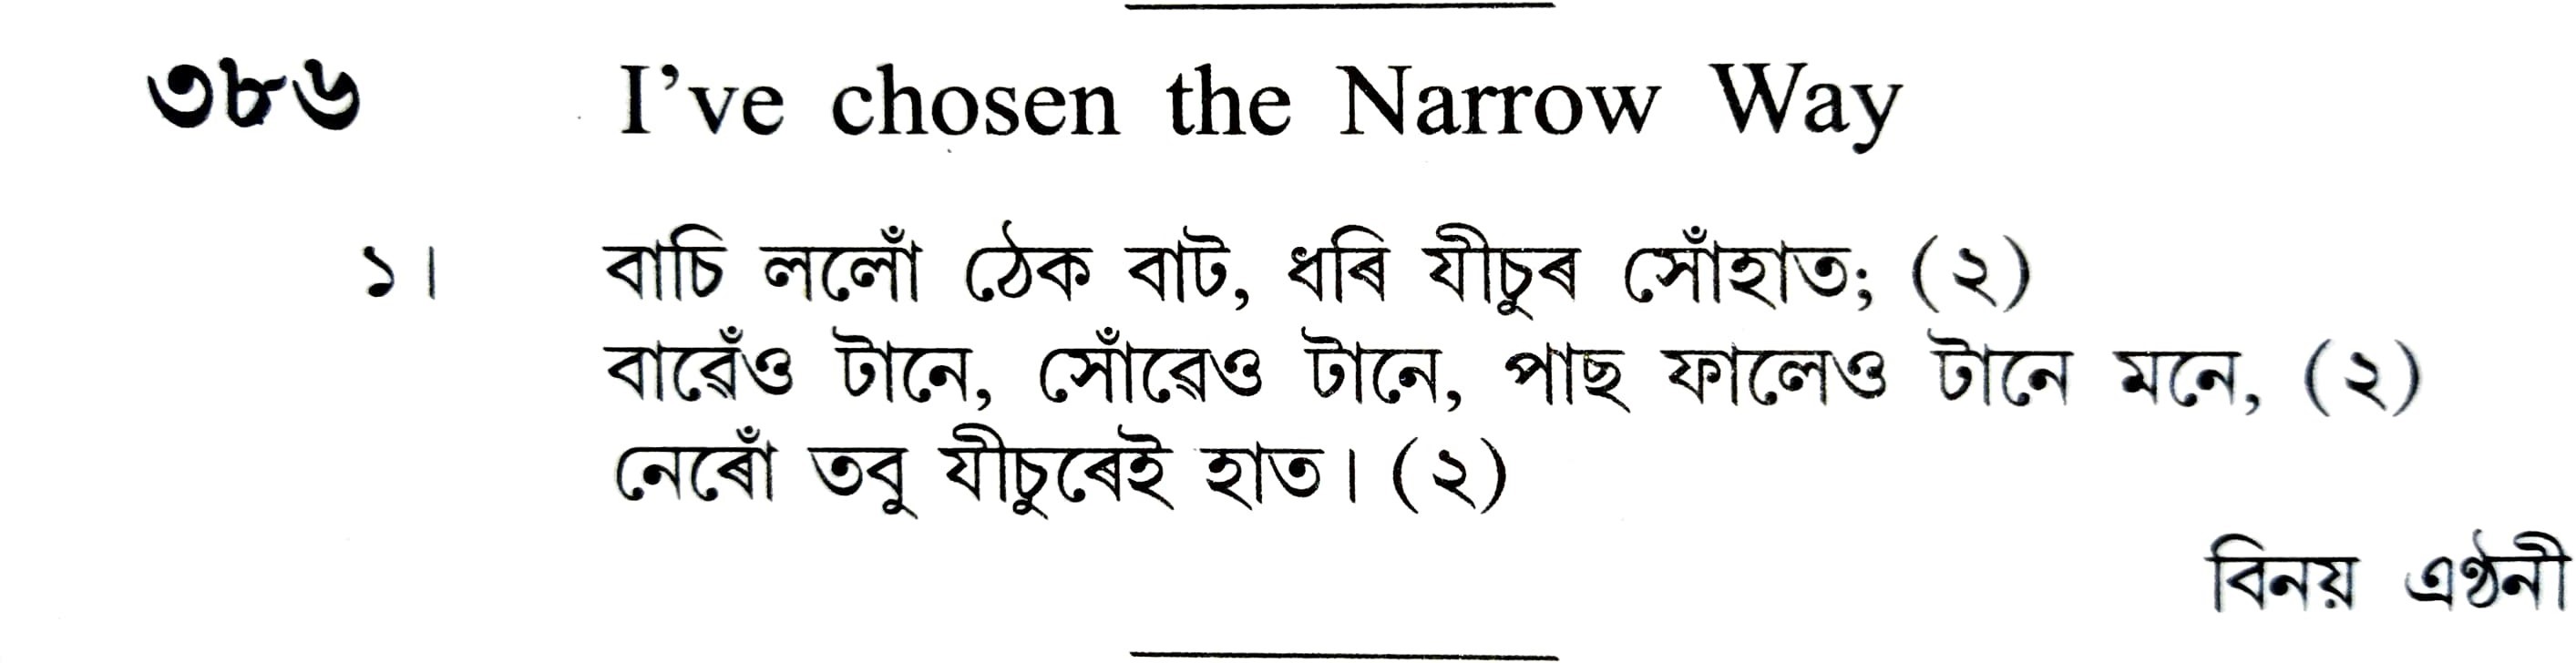 ৩৮৬ I've chosen the Narrow Way
১। বাচি ললোঁ ঠেক বাট, ধৰি যীচুৰ সোঁহাত; (২)
বাৱেঁও টানে, সোঁৱেও টানে, পাছ ফালেও টানে মনে, (২)
নেৰোঁ তবু যীচুৰেই হাত। (২)
বিনয় এণ্ঠনী